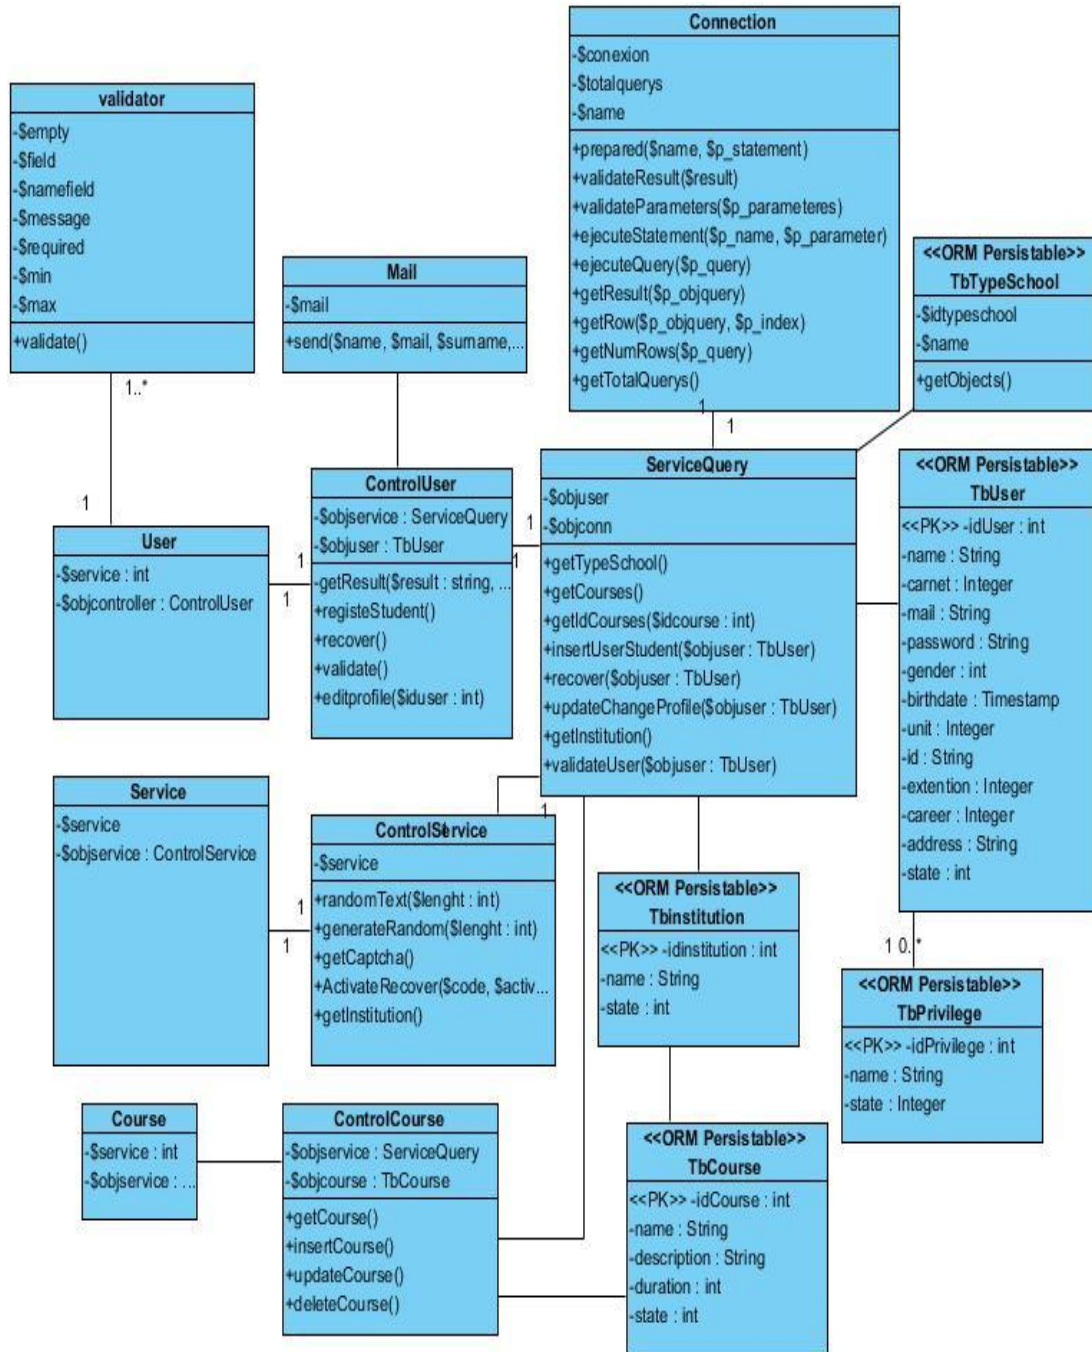 Connection
-$conexion
-$totalquerys
-$name
+prepared($name, $p_statement)
+validateResult($result)
+validateParameters($p_parameteres)
+ejecuteStatement($p_name, $p_parameter)
+ejecuteQuery($p_query)
+getResult($p_objquery)
+getRow($p_objquery, $p_index)
+getNumRows($p_query)
+getTotalQuerys()
1
1
validator
-$empty
-$field
-$namefield
-$message
-$required
-$min
-$max
+validate()
1..*
1
Mail
-$mail
+send($name, $mail, $surname,...
<<ORM Persistable>>
TbTypeSchool
-$idtypeschool
-$name
+getObjects()
User
-$service : int
-$objcontroller : ControlUser
1
1
ControlUser
-$objservice : ServiceQuery
-$objuser : TbUser
-getResult($result : string, ...
+registeStudent()
+recover()
+validate()
+editprofile($iduser : int)
1
1
ServiceQuery
-$objuser
-$objconn
+getTypeSchool()
+getCourses()
+getIdCourses($idcourse : int)
+insertUserStudent($objuser : TbUser)
+recover($objuser : TbUser)
+updateChangeProfile($objuser : TbUser)
+getInstitution()
+validateUser($objuser : TbUser)
1
<<ORM Persistable>>
TbUser
<<PK>> -idUser : int
-name : String
-carnet : Integer
-mail : String
-password : String
-gender : int
-birthdate : Timestamp
-unit : Integer
-id : String
-extention : Integer
-career : Integer
-address : String
-state : int
1 0..*
Service
-$service
-$objservice : ControlService
1
1
ControlService
-$service
+randomText($lenght : int)
+generateRandom($lenght : int)
+getCaptcha()
+ActivateRecover($code, $activ...
+getInstitution()
<<ORM Persistable>>
Tbinstitution
<<PK>> -idinstitution : int
-name : String
-state : int
<<ORM Persistable>>
TbPrivilege
<<PK>> -idPrivilege : int
-name : String
-state : Integer
Course
-$service : int
-$objservice : ...
ControlCourse
-$objservice : ServiceQuery
-$objcourse : TbCourse
+getCourse()
+insertCourse()
+updateCourse()
+deleteCourse()
<<ORM Persistable>>
TbCourse
<<PK>> -idCourse : int
-name : String
-description : String
-duration : int
-state : int